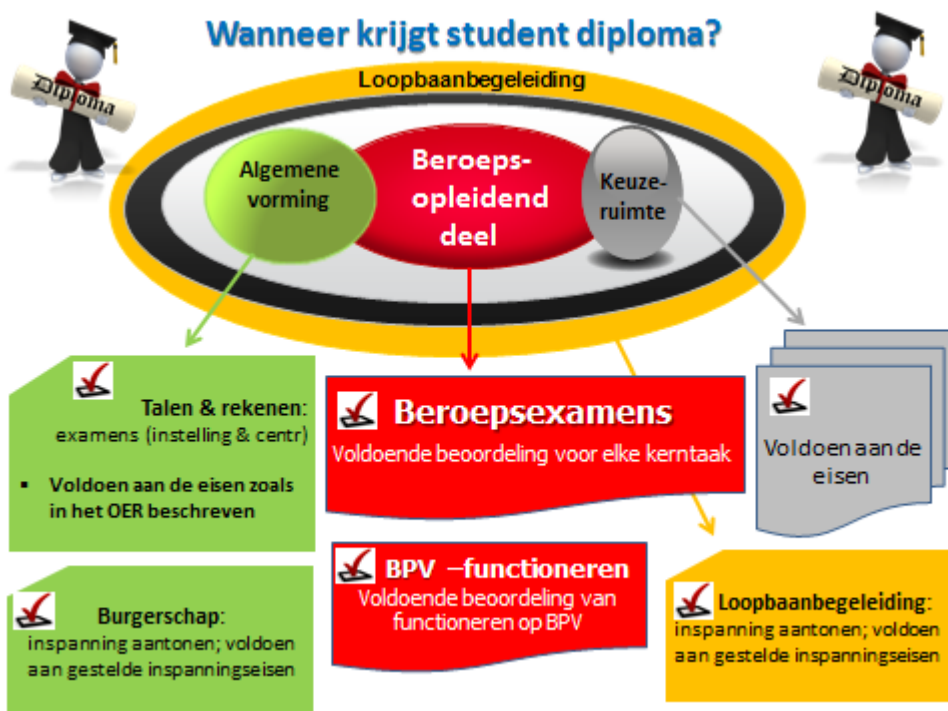 Wanneer krijgt student diploma?
Diploma
Diploma
Loopbaanbegeleiding
Algemene
vorming
Beroeps-
opleidend
deel
Keuze-
ruimte
Talen & rekenen:
examens (instelling & centr)
▪ Voldoen aan de eisen zoals
in het OER beschreven
Beroepsexamens
Voldoende beoordeling voor elke kerntaak
Voldoen aan de
eisen
Burgerschap:
inspanning aantonen; voldoen
aan gestelde inspanningseisen
BPV –functioneren
Voldoende beoordeling van
functioneren op BPV
Loopbaanbegeleiding:
inspanning aantonen; voldoen
aan gestelde inspanningseisen